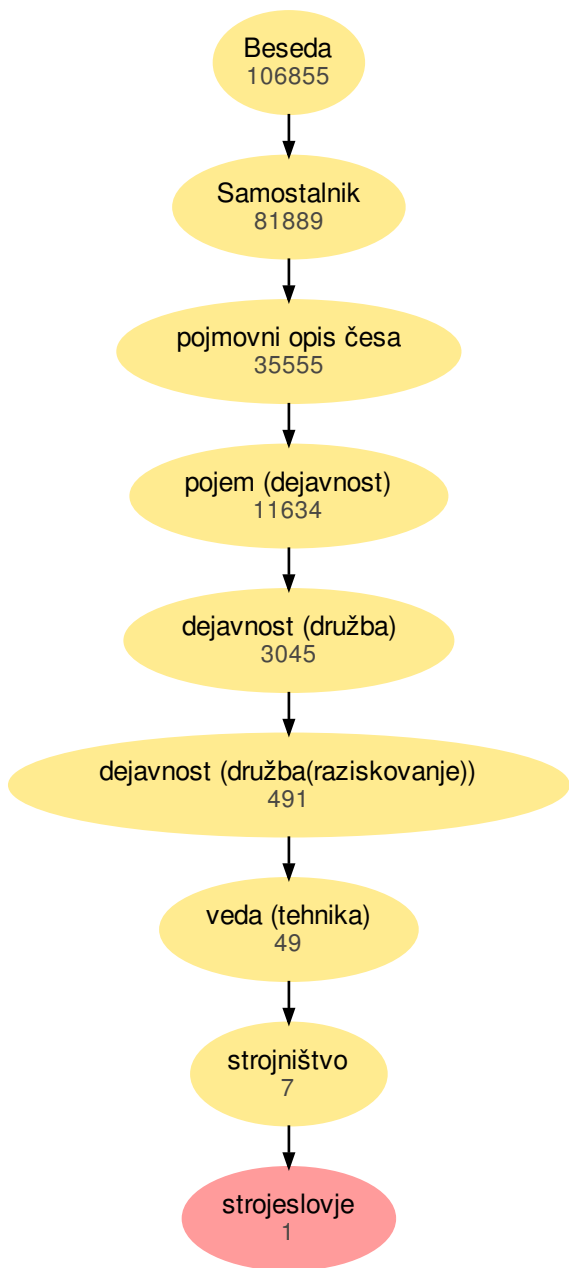 Beseda
106855
Samostalnik
81889
pojmovni opis česa
35555
pojem (dejavnost)
11634
dejavnost (družba)
3045
dejavnost (družba(raziskovanje))
491
veda (tehnika)
49
strojništvo
7
strojeslovje
1